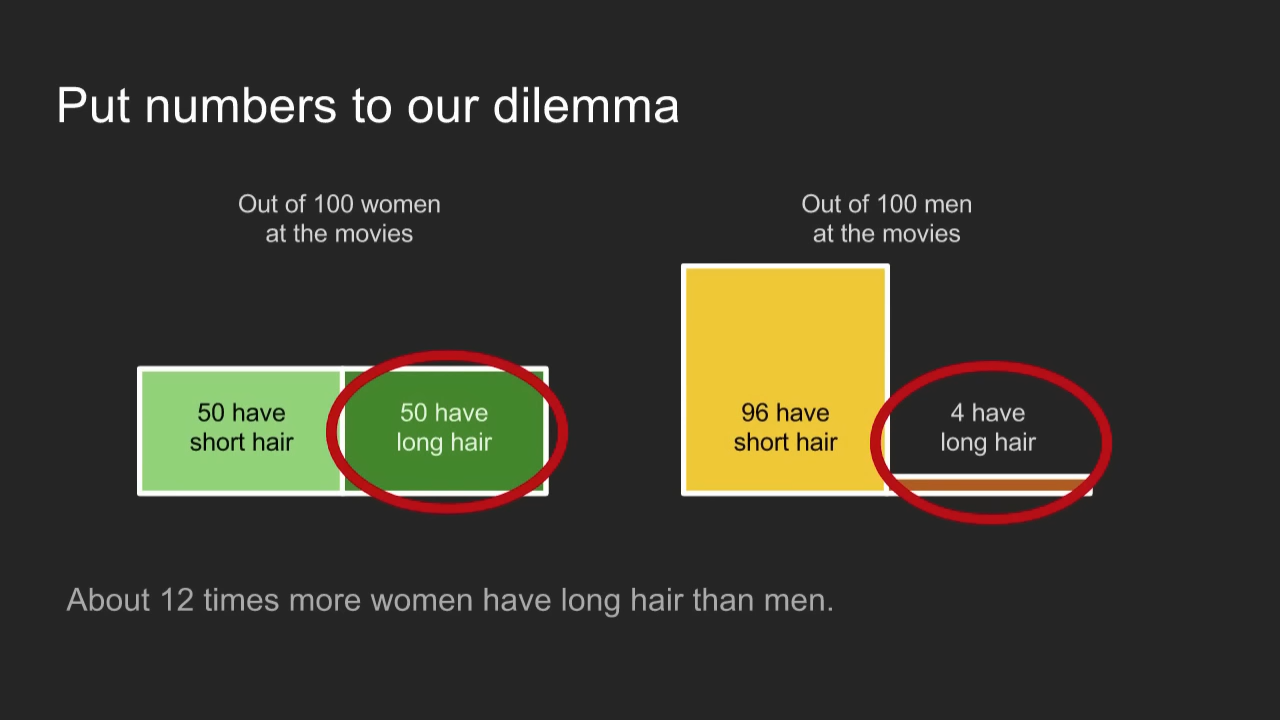 Put numbers to our dilemma
Out of 100 women
at the movies
50 have
short hair
50 have
long hair
Out of 100 men
at the movies
96 have
short hair
4 have
long hair
About 12 times more women have long hair than men.